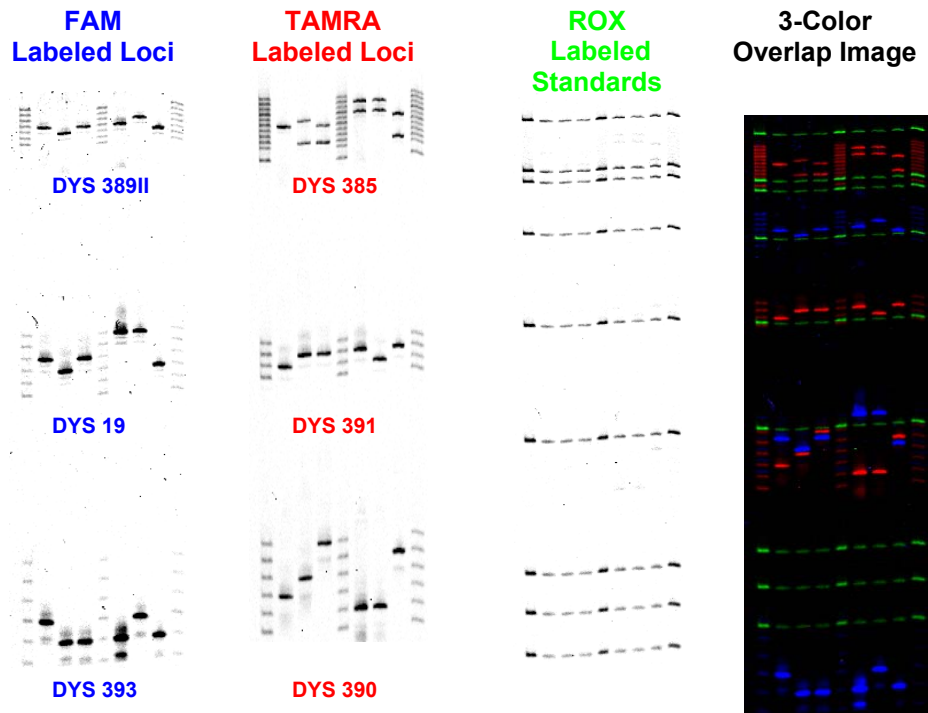 FAM
Labeled Loci
TAMRA
Labeled Loci
ROX
Labeled
Standards
3-Color
Overlap Image
DYS 389II
DYS 385
DYS 19
DYS 391
DYS 393
DYS 390